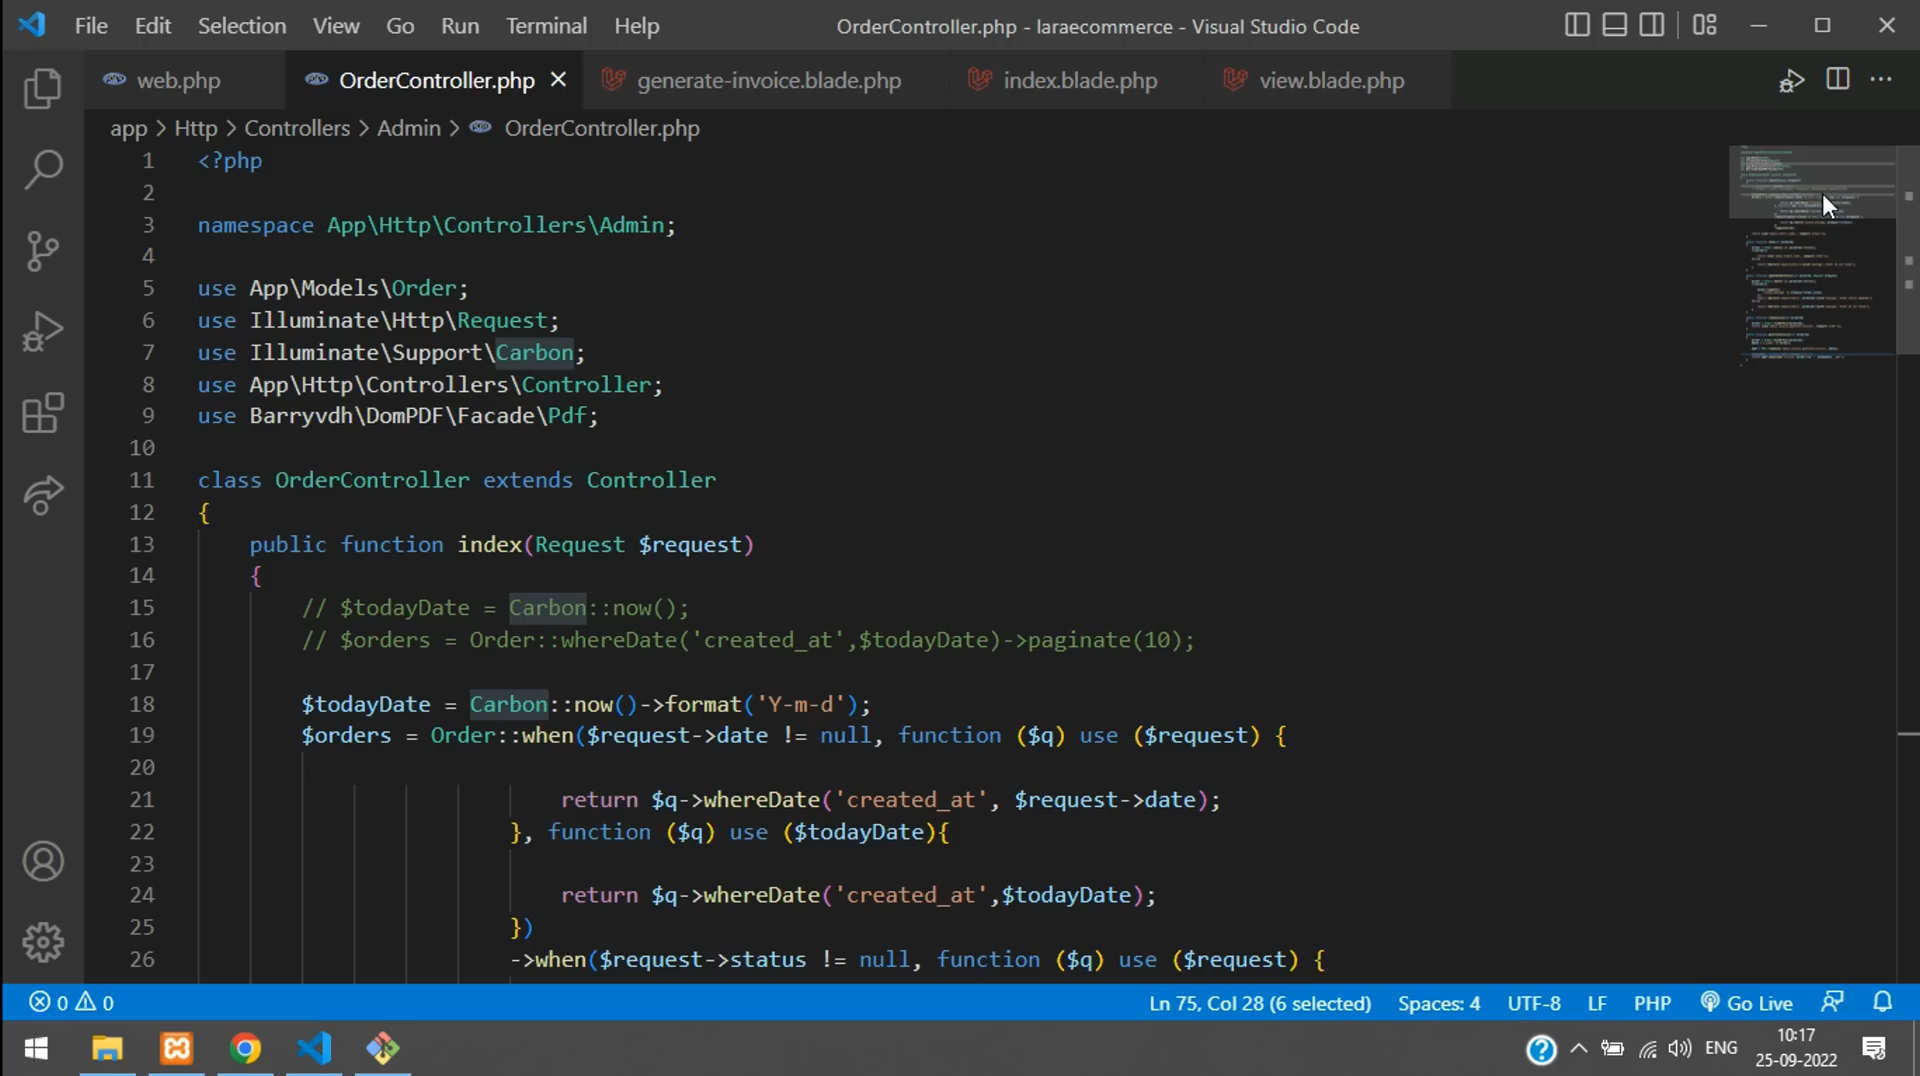 File Edit Selection View Go Run Terminal Help OrderController.php - laraecommerce - Visual Studio Code
web.php OrderController.php generate-invoice.blade.php index.blade.php view.blade.php
app > Http > Controllers > Admin > OrderController.php
1 <?php
2
3 namespace App\Http\Controllers\Admin;
4
5 use App\Models\Order;
6 use Illuminate\Http\Request;
7 use Illuminate\Support\Carbon;
8 use App\Http\Controllers\Controller;
9 use Barryvdh\DomPDF\Facade\Pdf;
10
11 class OrderController extends Controller
12 {
13 public function index(Request $request)
14 {
15 // $todayDate = Carbon::now();
16 // $orders = Order::whereDate('created_at',$todayDate)->paginate(10);
17
18 $todayDate = Carbon::now()->format('Y-m-d');
19 $orders = Order::when($request->date != null, function ($q) use ($request) {
20
21 return $q->whereDate('created_at', $request->date);
22 }, function ($q) use ($todayDate){
23
24 return $q->whereDate('created_at',$todayDate);
25 })
26 ->when($request->status != null, function ($q) use ($request) {
0 0 Ln 75, Col 28 (6 selected) Spaces: 4 UTF-8 LF PHP Go Live
ENG 10:17
25-09-2022